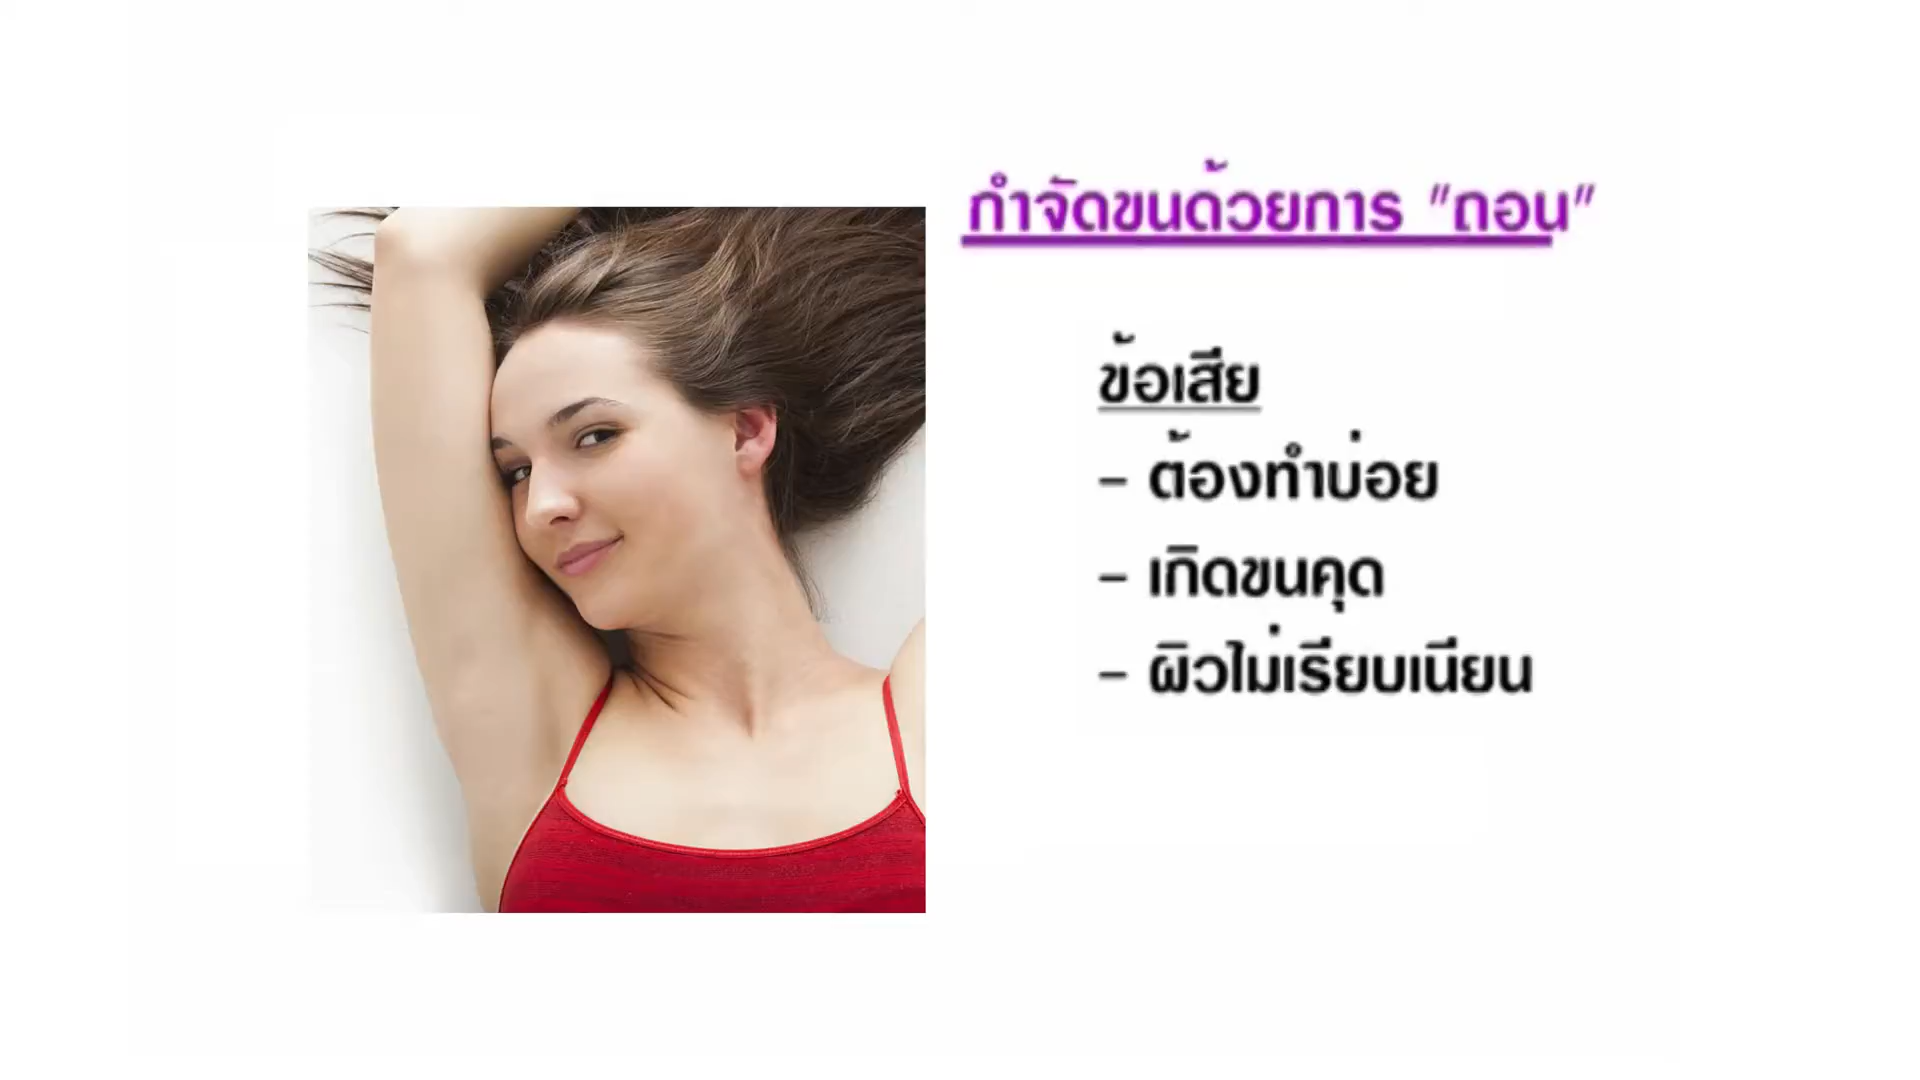 กำจัดขนด้วยการ "ถอน"
ข้อเสีย
- ต้องทำบ่อย
- เกิดขนคุด
- ผิวไม่เรียบเนียน